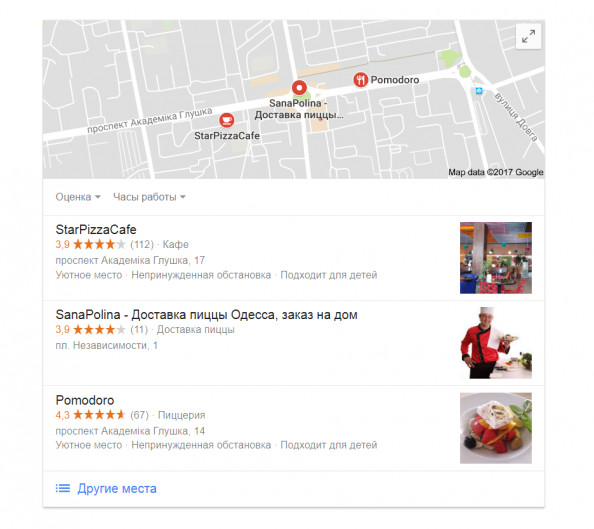 Pomodoro
SanaPolina -
Доставка пиццы...
проспект Академіка Глушка
StarPizzaCafe
вулиця Довга
Map data ©2017 Google
Оценка
Часы работы
StarPizzaCafe
3,9 (112) · Кафе
проспект Академіка Глушка, 17
Уютное место · Непринужденная обстановка · Подходит для детей
SanaPolina - Доставка пиццы Одесса, заказ на дом
3,9 (11) · Доставка пиццы
пл. Независимости, 1
Pomodoro
4,3 (67) · Пиццерия
проспект Академіка Глушка, 14
Уютное место · Непринужденная обстановка · Подходит для детей
Другие места